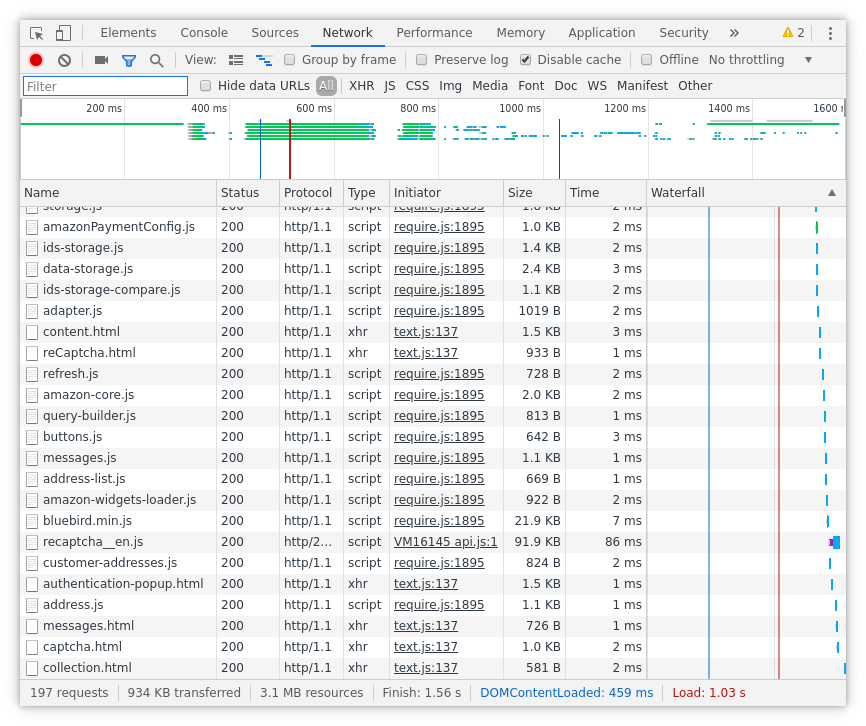 Elements Console Sources Network Performance Memory Application Security » 2
View: Group by frame Preserve log Disable cache Offline No throttling
Filter Hide data URLs All XHR JS CSS Img Media Font Doc WS Manifest Other
200 ms 400 ms 600 ms 800 ms 1000 ms 1200 ms 1400 ms 1600
Name Status Protocol Type Initiator Size Time Waterfall
storage.js 200 http/1.1 script require.js:1895 1.8 KB 2 ms
amazonPaymentConfig.js 200 http/1.1 script require.js:1895 1.0 KB 2 ms
ids-storage.js 200 http/1.1 script require.js:1895 1.4 KB 2 ms
data-storage.js 200 http/1.1 script require.js:1895 2.4 KB 3 ms
ids-storage-compare.js 200 http/1.1 script require.js:1895 1.1 KB 2 ms
adapter.js 200 http/1.1 script require.js:1895 1019 B 2 ms
content.html 200 http/1.1 xhr text.js:137 1.5 KB 3 ms
reCaptcha.html 200 http/1.1 xhr text.js:137 933 B 1 ms
refresh.js 200 http/1.1 script require.js:1895 728 B 2 ms
amazon-core.js 200 http/1.1 script require.js:1895 2.0 KB 2 ms
query-builder.js 200 http/1.1 script require.js:1895 813 B 1 ms
buttons.js 200 http/1.1 script require.js:1895 642 B 3 ms
messages.js 200 http/1.1 script require.js:1895 1.1 KB 1 ms
address-list.js 200 http/1.1 script require.js:1895 669 B 1 ms
amazon-widgets-loader.js 200 http/1.1 script require.js:1895 922 B 2 ms
bluebird.min.js 200 http/1.1 script require.js:1895 21.9 KB 7 ms
recaptcha__en.js 200 http/2... script VM16145 api.js:1 91.9 KB 86 ms
customer-addresses.js 200 http/1.1 script require.js:1895 824 B 2 ms
authentication-popup.html 200 http/1.1 xhr text.js:137 1.5 KB 1 ms
address.js 200 http/1.1 script require.js:1895 1.1 KB 1 ms
messages.html 200 http/1.1 xhr text.js:137 726 B 1 ms
captcha.html 200 http/1.1 xhr text.js:137 1.0 KB 2 ms
collection.html 200 http/1.1 xhr text.js:137 581 B 2 ms
197 requests 934 KB transferred 3.1 MB resources Finish: 1.56 s DOMContentLoaded: 459 ms Load: 1.03 s